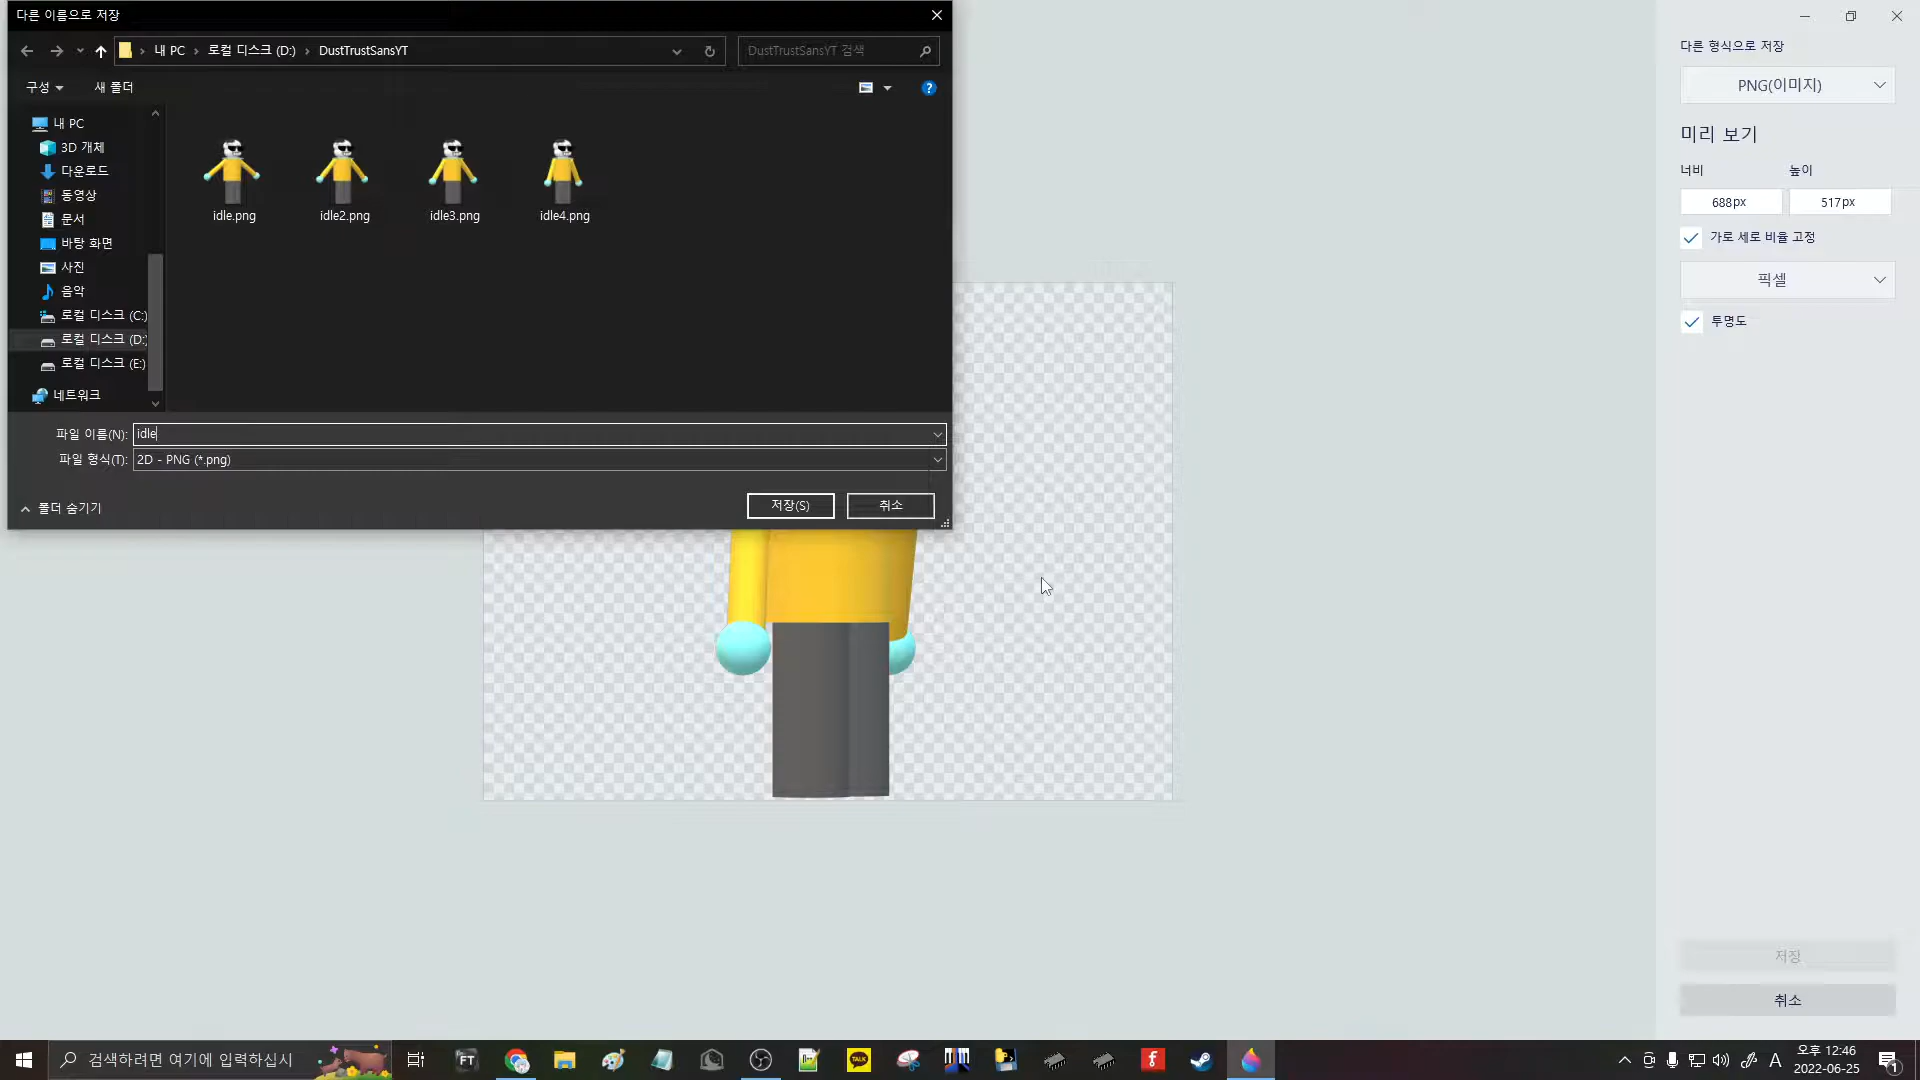 다른 이름으로 저장
내 PC › 로컬 디스크 (D:) › DustTrustSansYT
DustTrustSansYT 검색
구성
새 폴더
내 PC
3D 개체
다운로드
동영상
문서
바탕 화면
사진
음악
로컬 디스크 (C:)
로컬 디스크 (D:)
로컬 디스크 (E:)
네트워크
idle.png
idle2.png
idle3.png
idle4.png
파일 이름(N): idle
파일 형식(T): 2D - PNG (*.png)
폴더 숨기기
저장(S)
취소
다른 형식으로 저장
PNG(이미지)
미리 보기
너비
높이
688px
517px
가로 세로 비율 고정
픽셀
투명도
저장
취소
검색하려면 여기에 입력하십시
FT
TALK
A
오후 12:46
2022-06-25
1